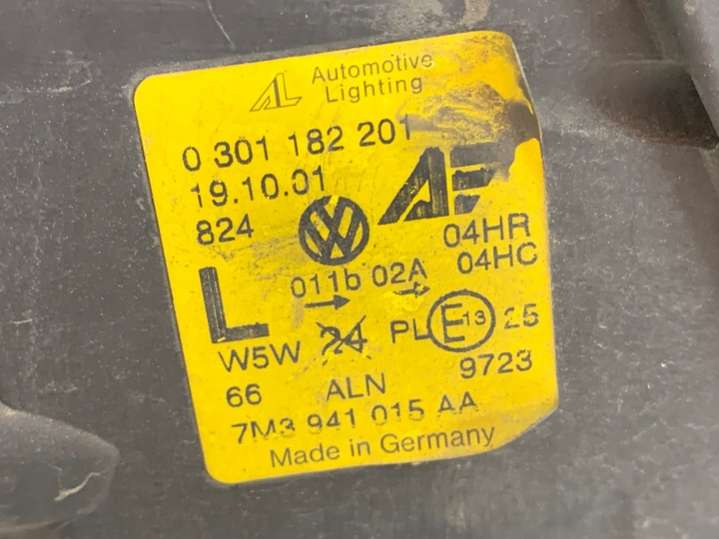 AL Automotive
Lighting
0 301 182 201
19.10.01
824
04HR
04HC
011b 02A
L
W5W 24 PL E13 25
9723
66 ALN
7M3 941 015 AA
Made in Germany